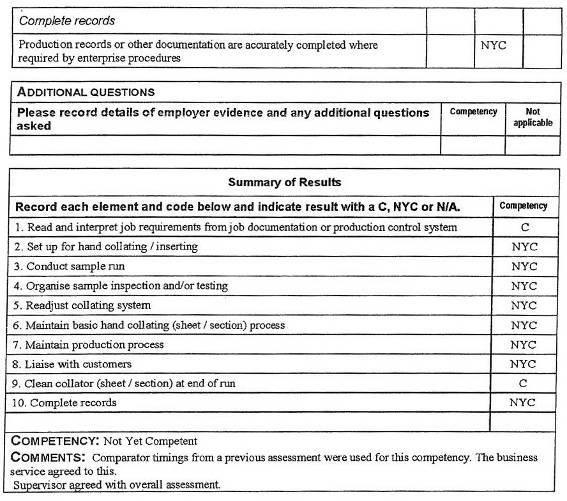 Complete records
Production records or other documentation are accurately completed where NYC
required by enterprise procedures
ADDITIONAL QUESTIONS
Please record details of employer evidence and any additional questions Competency Not
asked applicable
Summary of Results
Record each element and code below and indicate result with a C, NYC or N/A. Competency
1. Read and interpret job requirements from job documentation or production control system C
2. Set up for hand collating / inserting NYC
3. Conduct sample run NYC
4. Organise sample inspection and/or testing NYC
5. Readjust collating system NYC
6. Maintain basic hand collating (sheet / section) process NYC
7. Maintain production process NYC
8. Liaise with customers NYC
9. Clean collator (sheet / section) at end of run C
10. Complete records NYC
COMPETENCY: Not Yet Competent
COMMENTS: Comparator timings from a previous assessment were used for this competency. The business
service agreed to this.
Supervisor agreed with overall assessment.